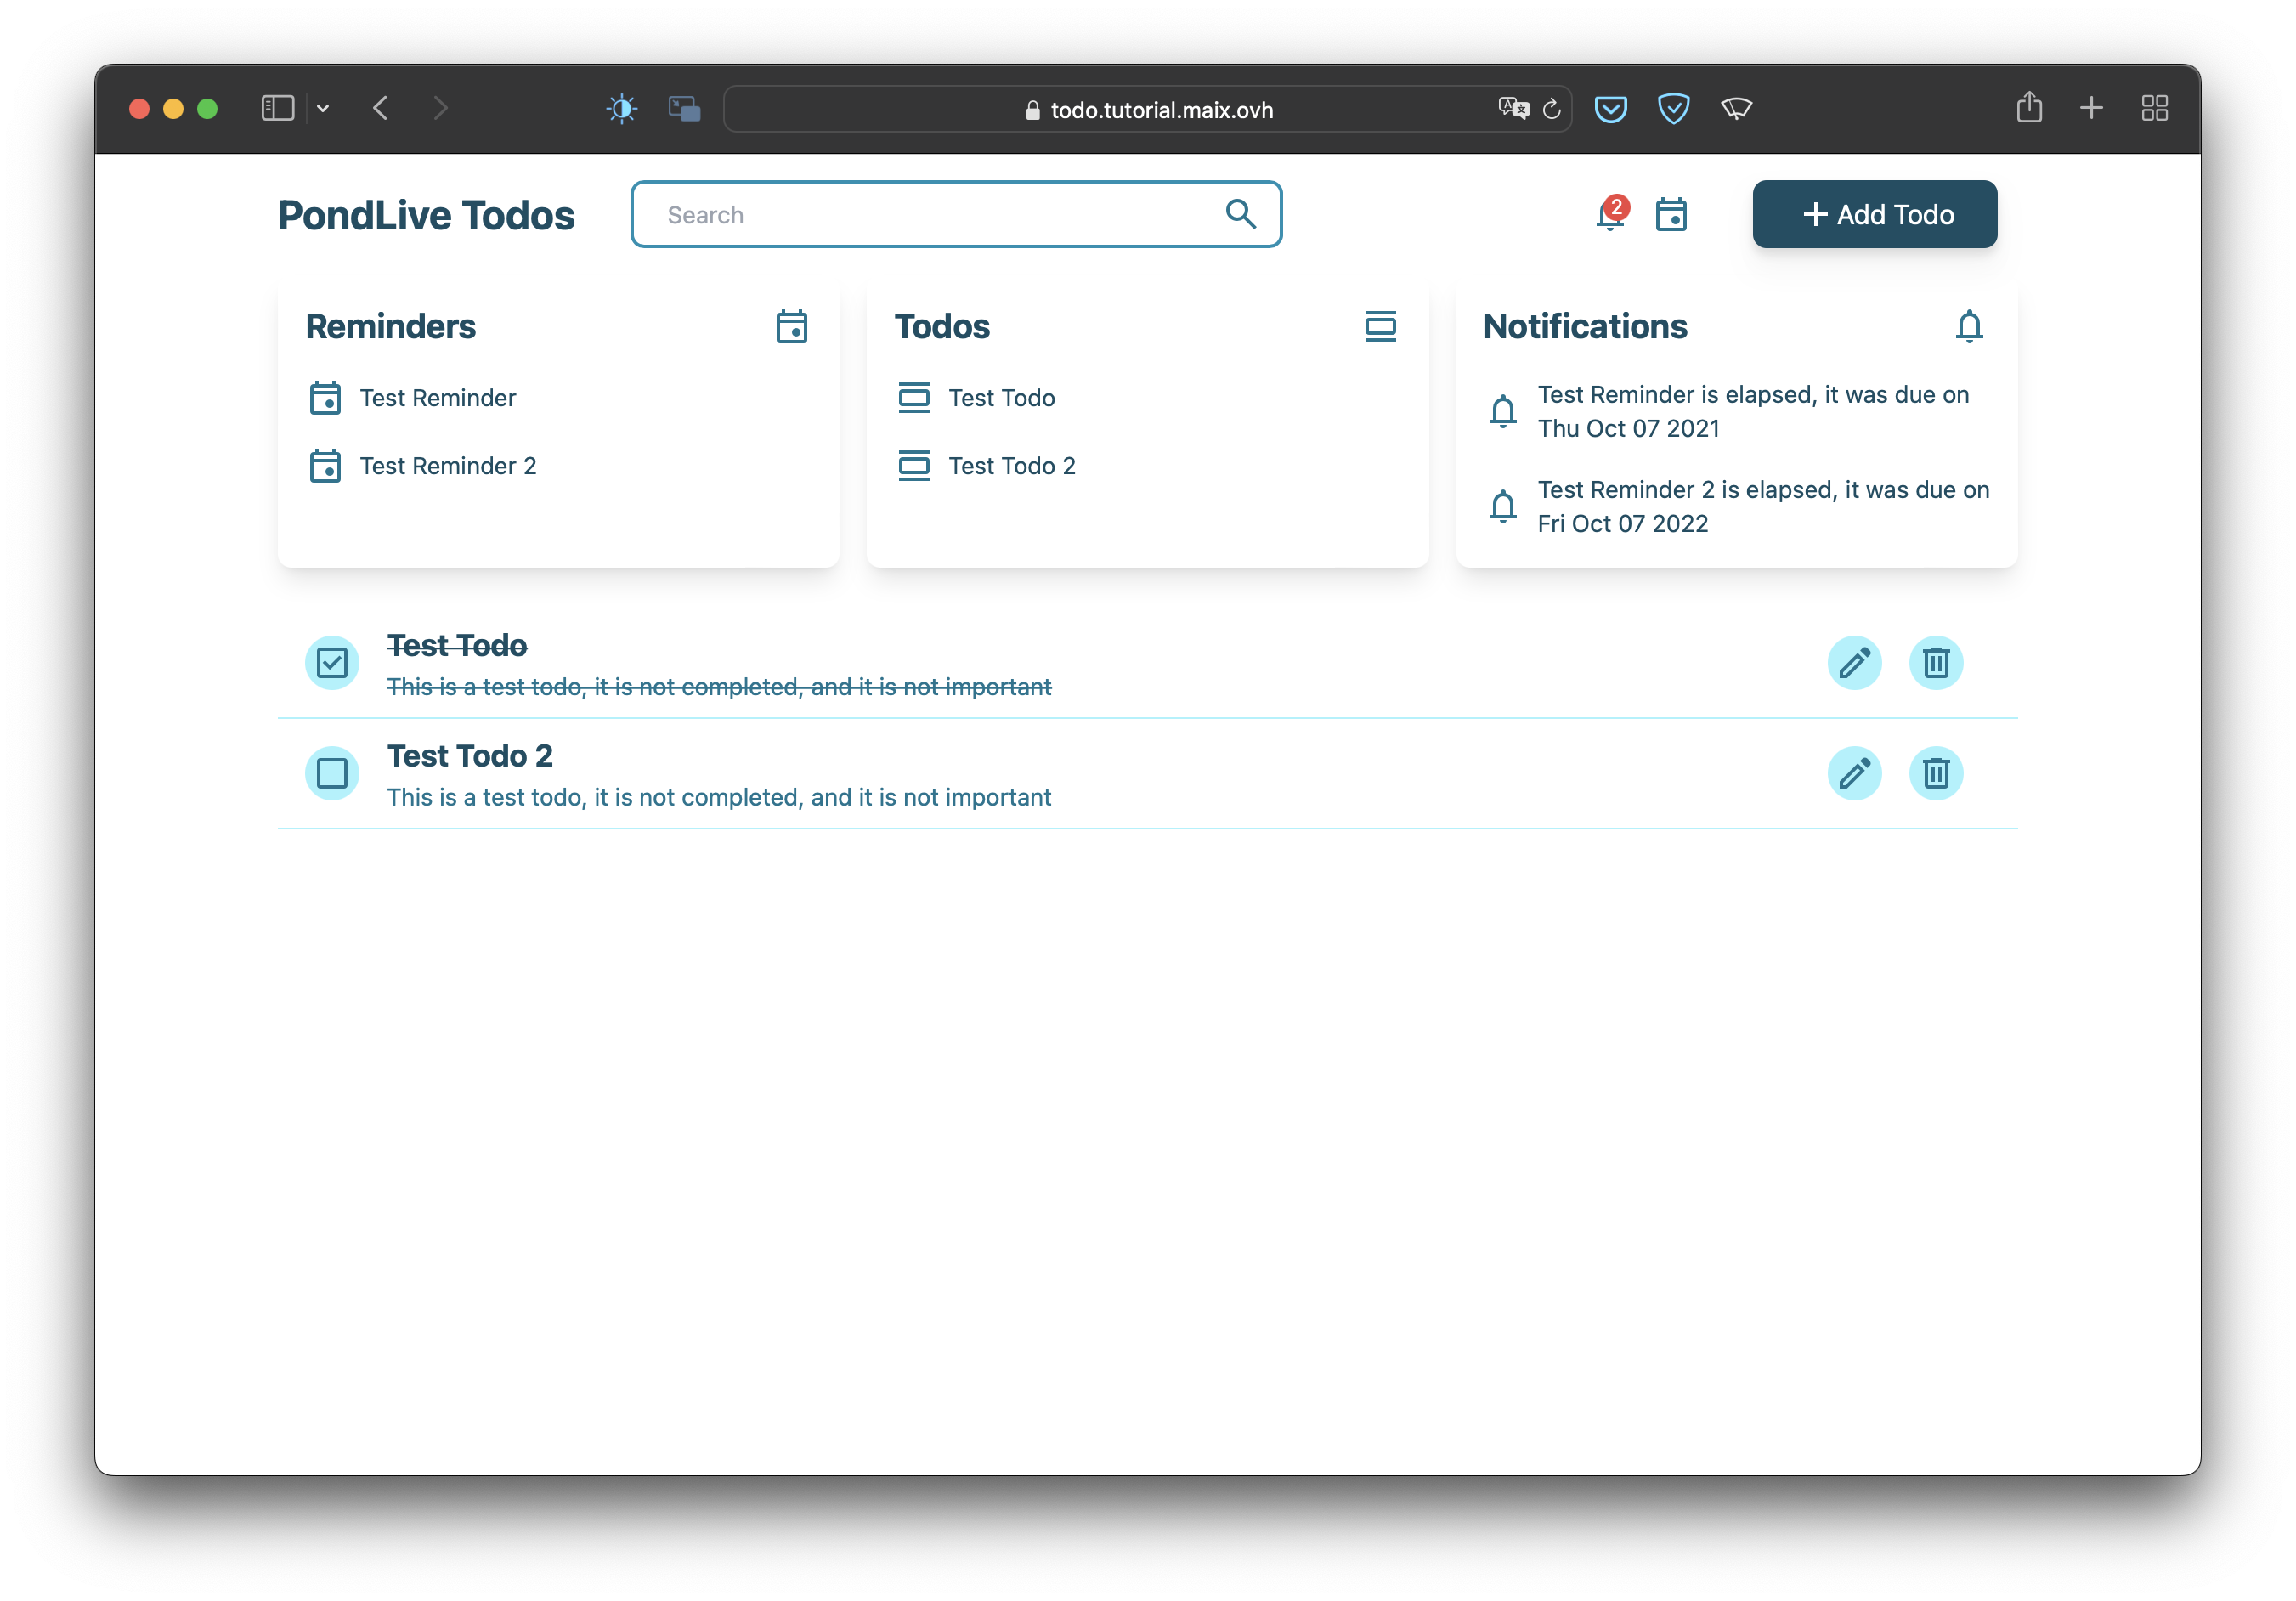 todo.tutorial.maix.ovh
PondLive Todos
Search
2
Add Todo
Reminders
Test Reminder
Test Reminder 2
Todos
Test Todo
Test Todo 2
Notifications
Test Reminder is elapsed, it was due on
Thu Oct 07 2021
Test Reminder 2 is elapsed, it was due on
Fri Oct 07 2022
Test Todo
This is a test todo, it is not completed, and it is not important
Test Todo 2
This is a test todo, it is not completed, and it is not important